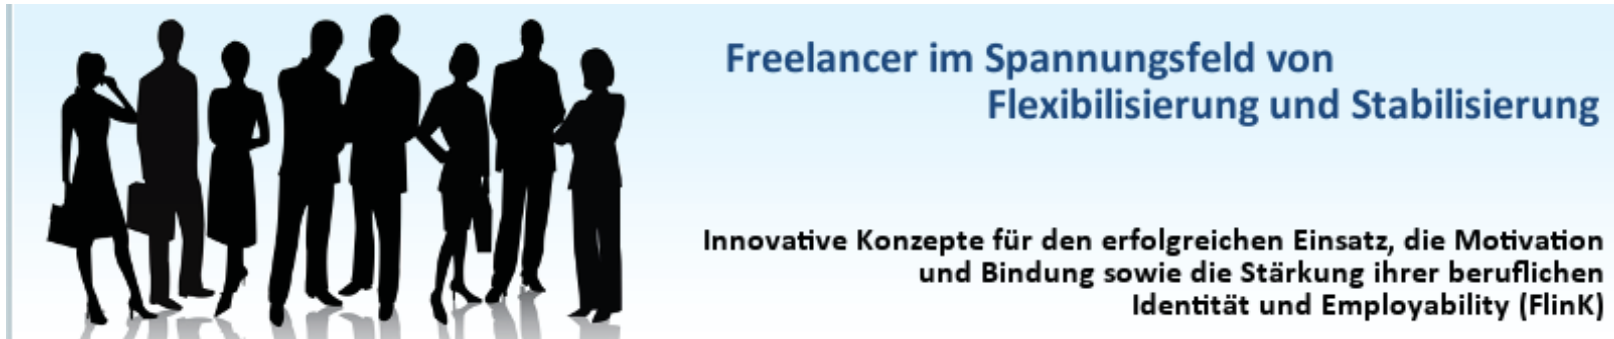 Freelancer im Spannungsfeld von
Flexibilisierung und Stabilisierung
Innovative Konzepte für den erfolgreichen Einsatz, die Motivation
und Bindung sowie die Stärkung ihrer beruflichen
Identität und Employability (FlinK)